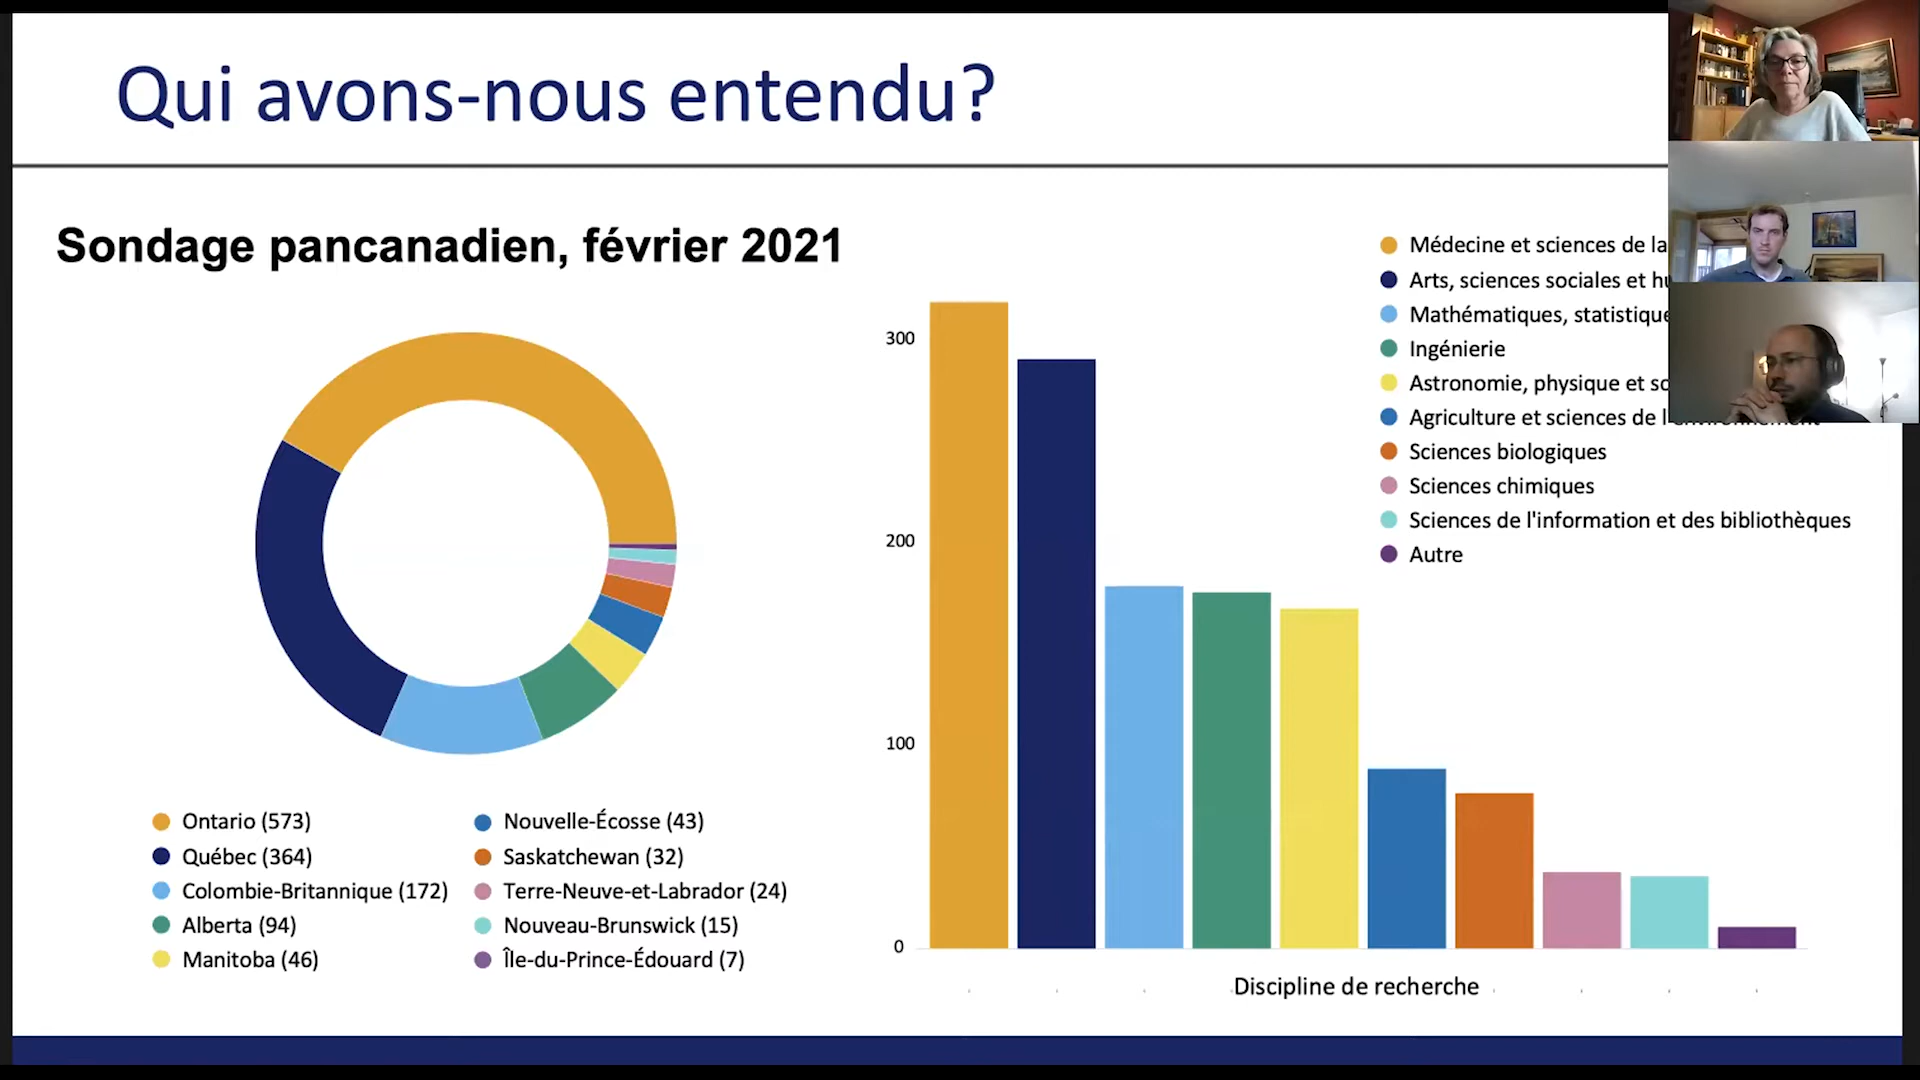 Qui avons-nous entendu?
Sondage pancanadien, février 2021
Ontario (573)
Québec (364)
Colombie-Britannique (172)
Alberta (94)
Manitoba (46)
Nouvelle-Écosse (43)
Saskatchewan (32)
Terre-Neuve-et-Labrador (24)
Nouveau-Brunswick (15)
Île-du-Prince-Édouard (7)
300
200
100
0
Discipline de recherche
Médecine et sciences de la
Arts, sciences sociales et
Mathématiques,
Ingénierie
Astronomie, physique et
Agriculture et sciences de l'environnement
Sciences biologiques
Sciences chimiques
Sciences de l'information et des bibliothèques
Autre